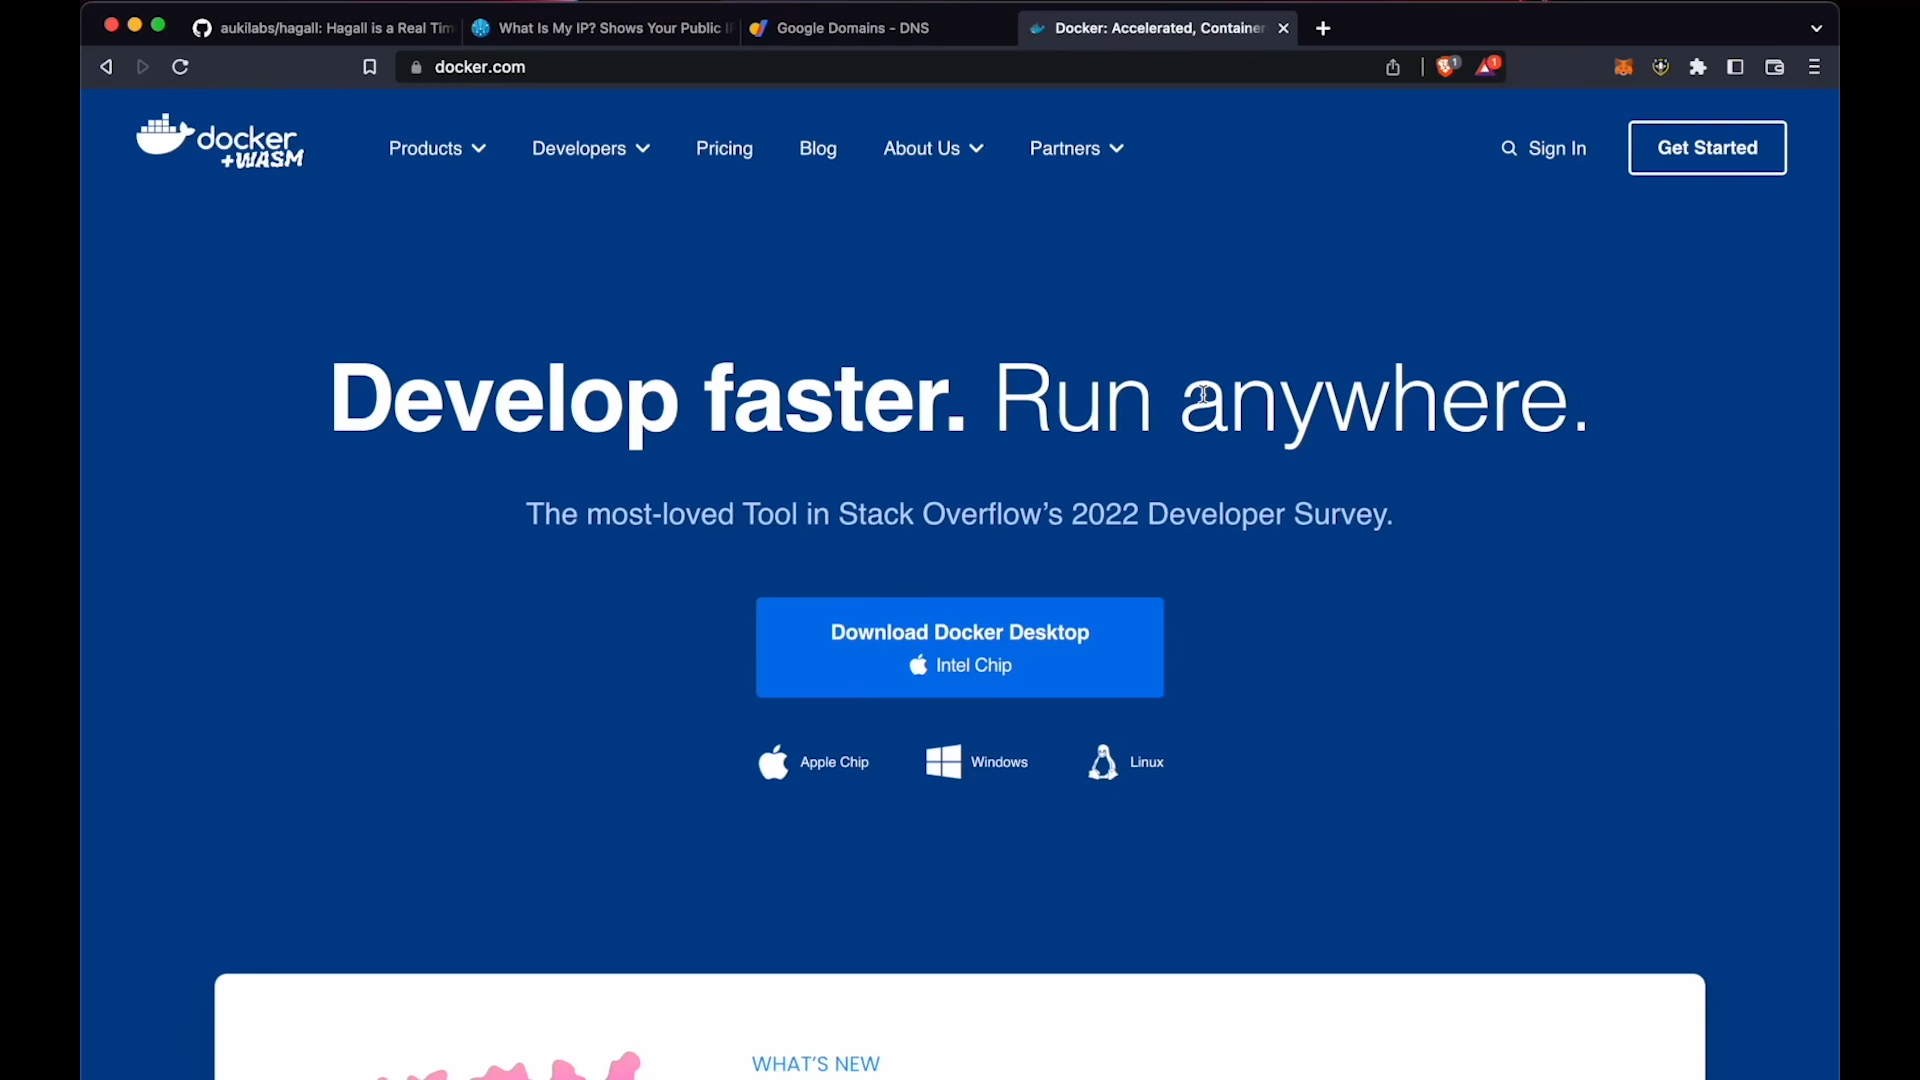 aukilabs/hagall: Hagall is a Real Tim
What Is My IP? Shows Your Public I
Google Domains - DNS
Docker: Accelerated, Container
docker.com
1
1
docker
+WASM
Products
Developers
Pricing
Blog
About Us
Partners
Sign In
Get Started
Develop faster. Run anywhere.
The most-loved Tool in Stack Overflow’s 2022 Developer Survey.
Download Docker Desktop
Intel Chip
Apple Chip
Windows
Linux
WHAT’S NEW